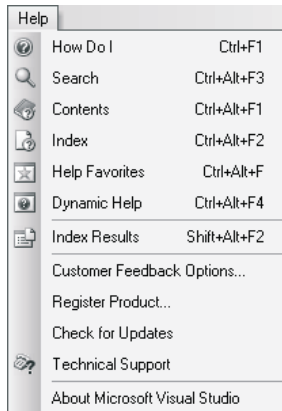 Help
How Do I Ctrl+F1
Search Ctrl+Alt+F3
Contents Ctrl+Alt+F1
Index Ctrl+Alt+F2
Help Favorites Ctrl+Alt+F
Dynamic Help Ctrl+Alt+F4
Index Results Shift+Alt+F2
Customer Feedback Options...
Register Product...
Check for Updates
Technical Support
About Microsoft Visual Studio